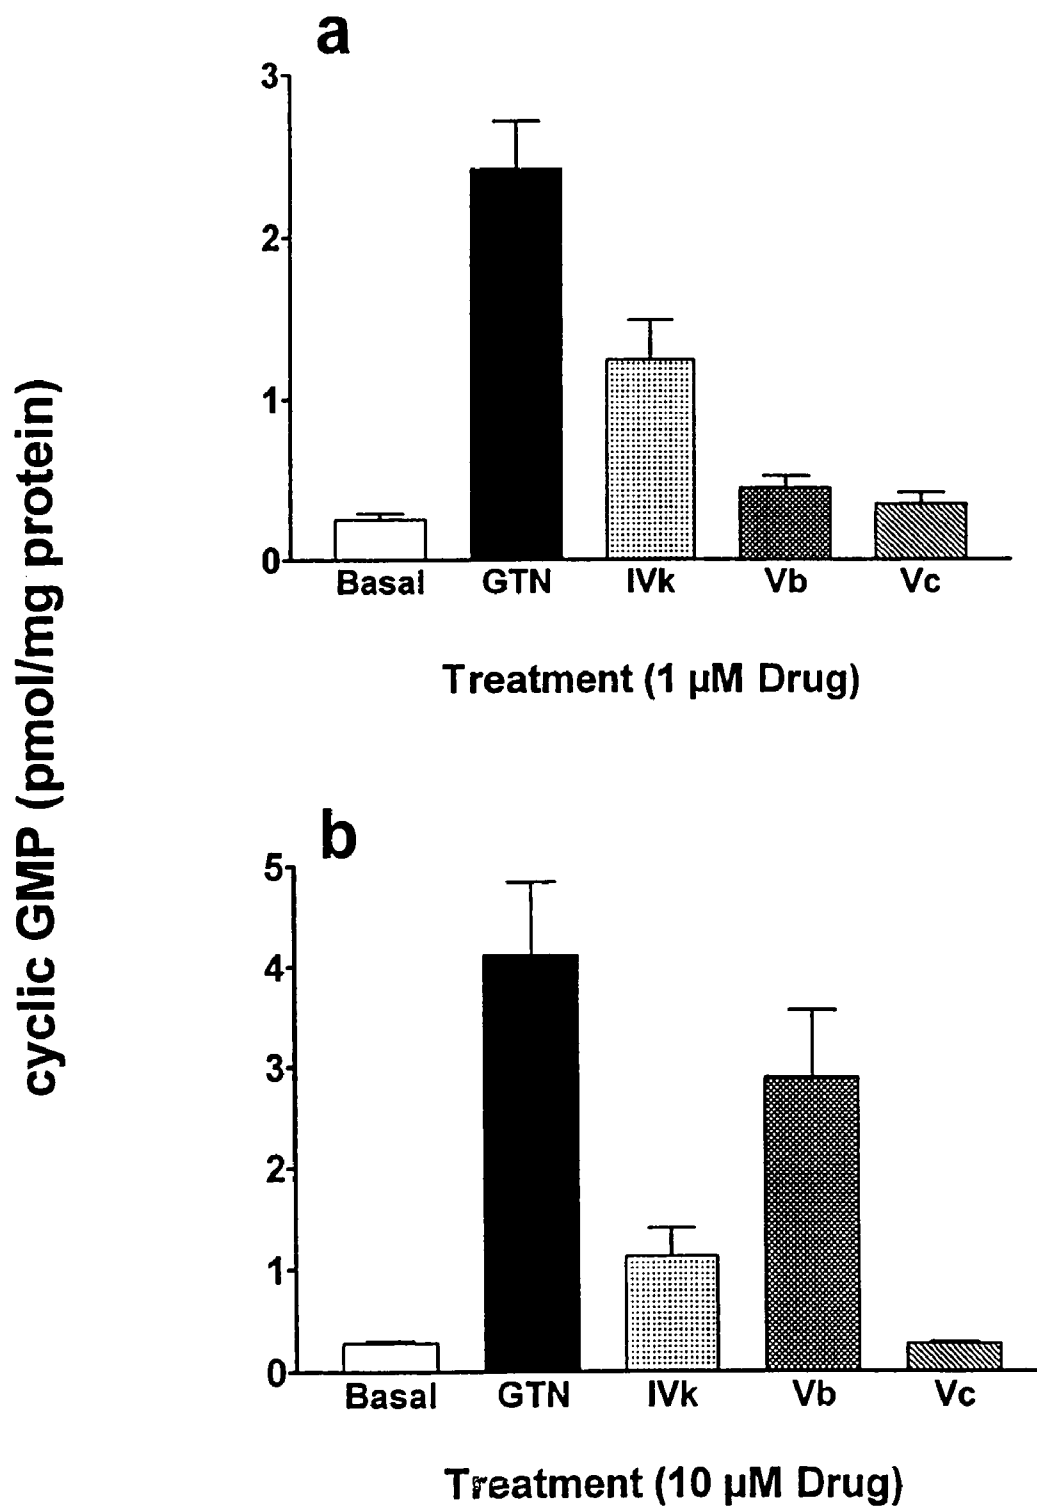 a
3
2
1
0
Basal GTN IVk Vb Vc
Treatment (1 µM Drug)
cyclic GMP (pmol/mg protein)
b
5
4
3
2
1
0
Basal GTN IVk Vb Vc
Treatment (10 µM Drug)